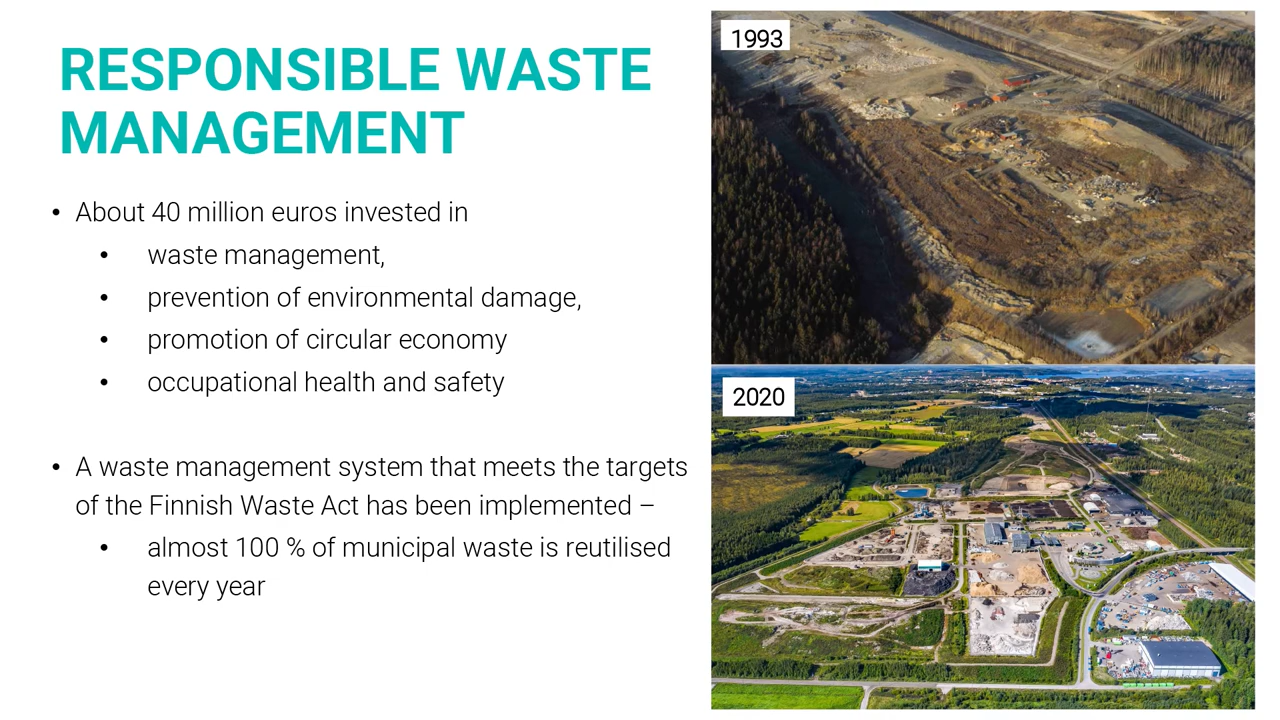 RESPONSIBLE WASTE
MANAGEMENT
• About 40 million euros invested in
• waste management,
• prevention of environmental damage,
• promotion of circular economy
• occupational health and safety
• A waste management system that meets the targets
of the Finnish Waste Act has been implemented –
• almost 100 % of municipal waste is reutilised
every year
1993
2020